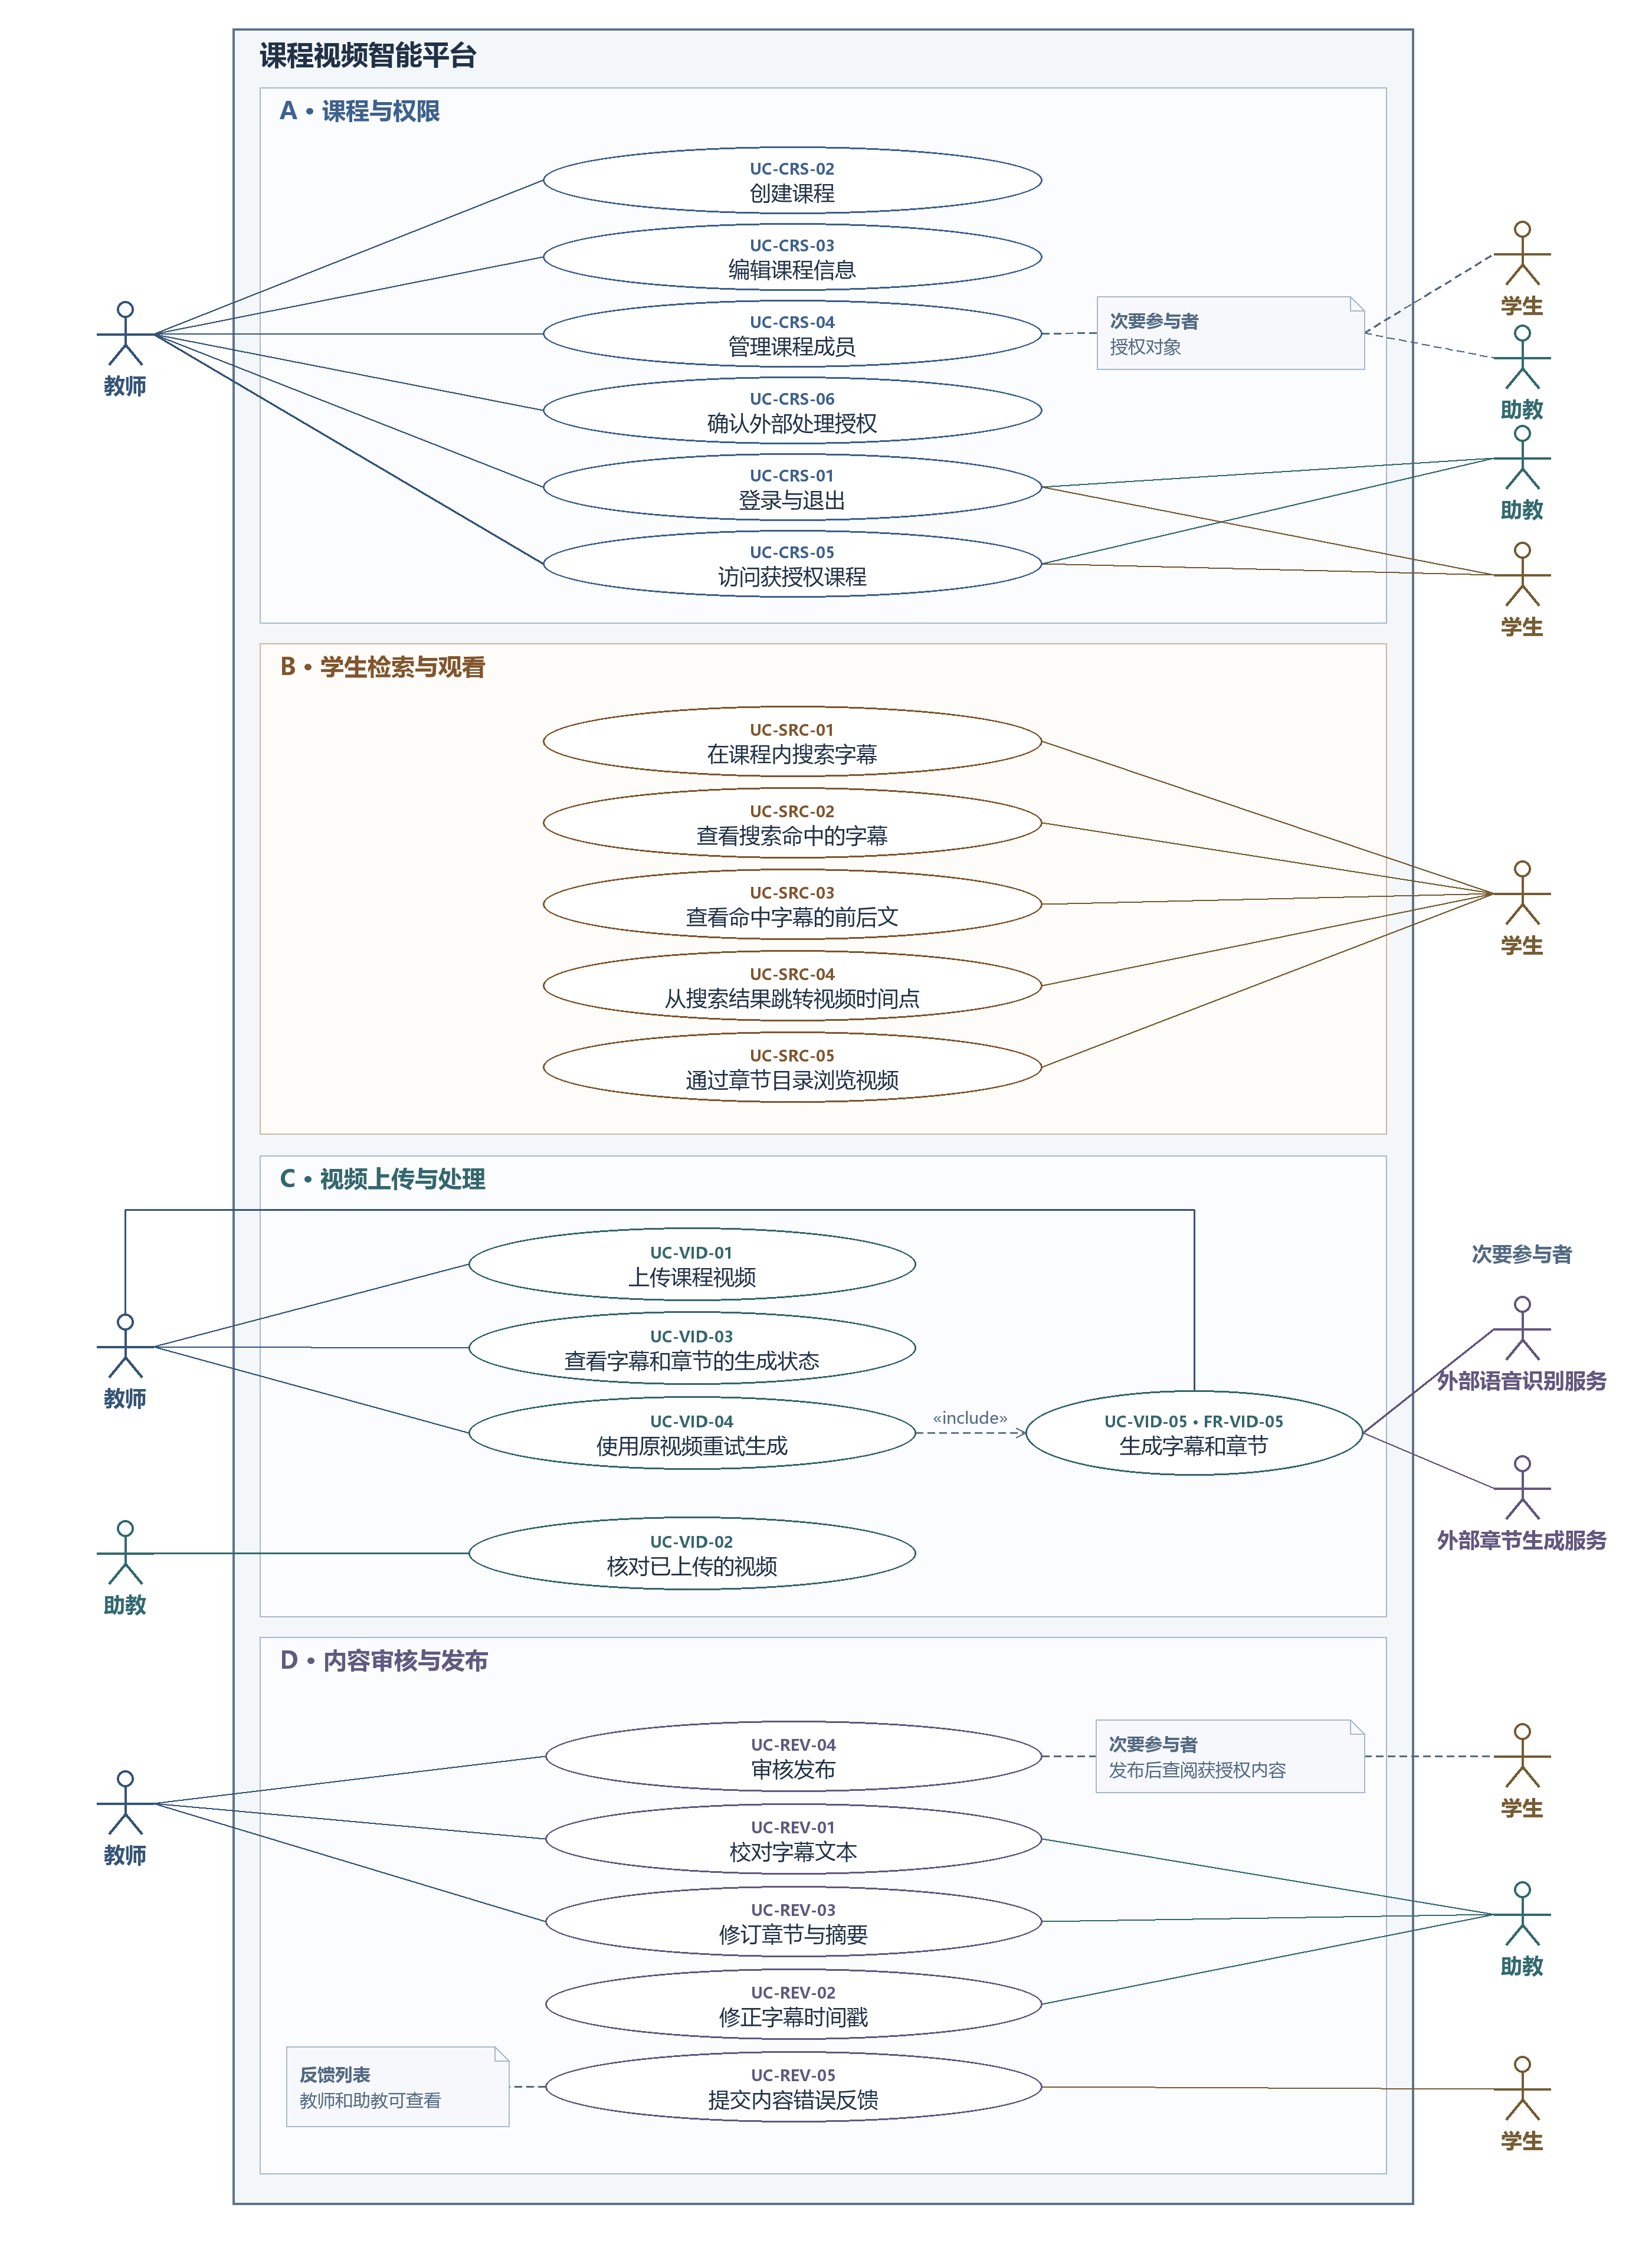 课程视频智能平台
A • 课程与权限
UC-CRS-02
创建课程
UC-CRS-03
编辑课程信息
UC-CRS-04
管理课程成员
UC-CRS-06
确认外部处理授权
UC-CRS-01
登录与退出
UC-CRS-05
访问获授权课程
次要参与者
授权对象
教师
学生
助教
助教
学生
B • 学生检索与观看
UC-SRC-01
在课程内搜索字幕
UC-SRC-02
查看搜索命中的字幕
UC-SRC-03
查看命中字幕的前后文
UC-SRC-04
从搜索结果跳转视频时间点
UC-SRC-05
通过章节目录浏览视频
学生
C • 视频上传与处理
UC-VID-01
上传课程视频
UC-VID-03
查看字幕和章节的生成状态
UC-VID-04
使用原视频重试生成
«include»
UC-VID-05 • FR-VID-05
生成字幕和章节
UC-VID-02
核对已上传的视频
教师
助教
次要参与者
外部语音识别服务
外部章节生成服务
D • 内容审核与发布
UC-REV-04
审核发布
次要参与者
发布后查阅获授权内容
UC-REV-01
校对字幕文本
UC-REV-03
修订章节与摘要
UC-REV-02
修正字幕时间戳
UC-REV-05
提交内容错误反馈
反馈列表
教师和助教可查看
教师
学生
助教
学生